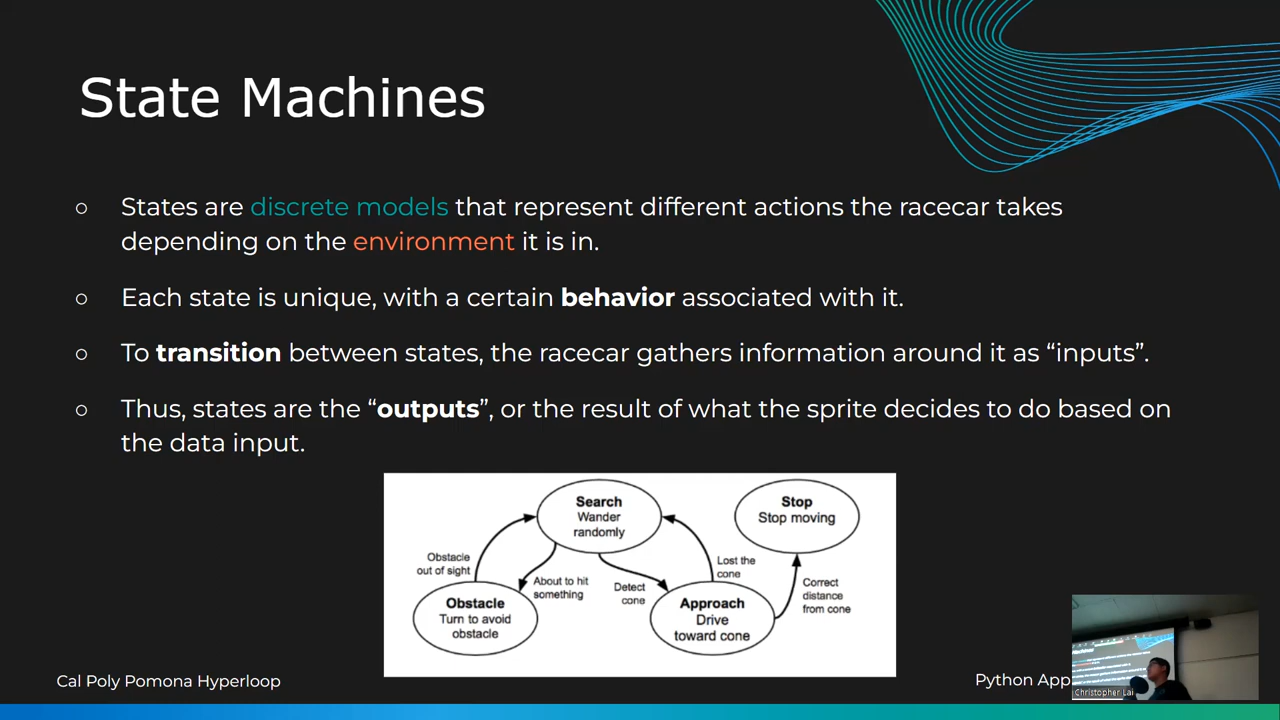 State Machines
States are discrete models that represent different actions the racecar takes
depending on the environment it is in.
Each state is unique, with a certain behavior associated with it.
To transition between states, the racecar gathers information around it as “inputs”.
Thus, states are the “outputs”, or the result of what the sprite decides to do based on
the data input.
Search
Wander
randomly
Stop
Stop moving
Obstacle
out of sight
About to hit
something
Detect
cone
Lost the
cone
Correct
distance
from cone
Obstacle
Turn to avoid
obstacle
Approach
Drive
toward cone
Cal Poly Pomona Hyperloop
Python App
Christopher Lai